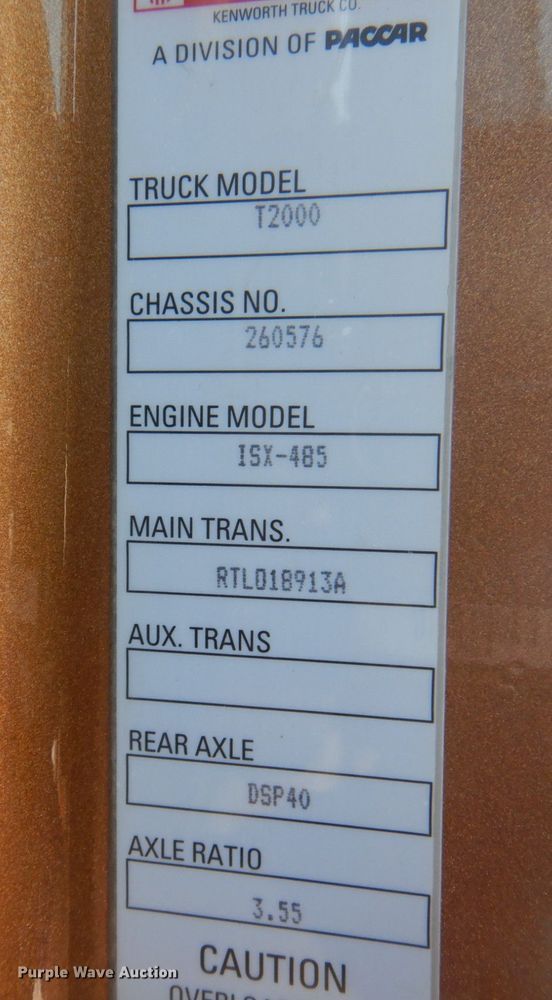 KENWORTH TRUCK CO.
A DIVISION OF PACCAR
TRUCK MODEL
T2000
CHASSIS NO.
260576
ENGINE MODEL
ISX-485
MAIN TRANS.
RTLO18913A
AUX. TRANS
REAR AXLE
DSP40
AXLE RATIO
3.55
CAUTION
Purple Wave Auction